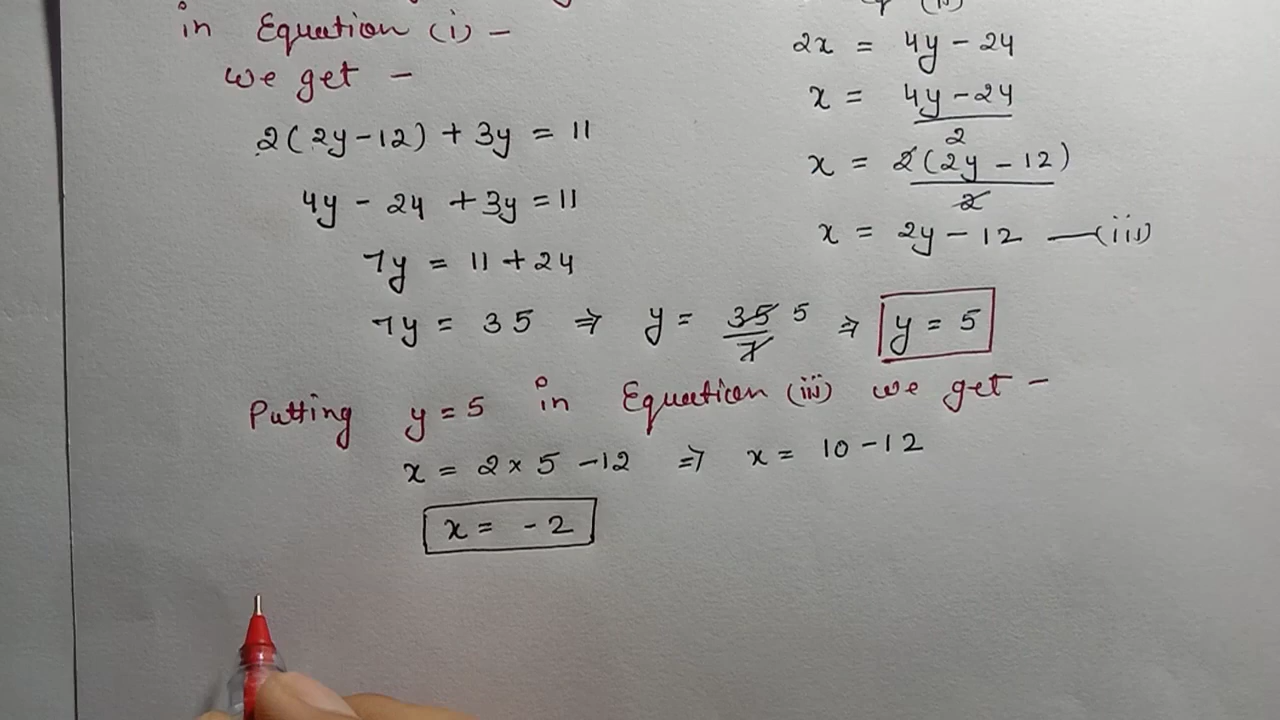 in Equation (i) -
we get -
2(2y-12) + 3y = 11
4y - 24 + 3y = 11
7y = 11 + 24
7y = 35 ⇒ y = 35/7 5 ⇒ y = 5
2x = 4y - 24
x = 4y - 24 / 2
x = 2(2y - 12) / 2
x = 2y - 12 —(iii)
Putting y = 5 in Equation (iii) we get -
x = 2 × 5 - 12 ⇒ x = 10 - 12
x = - 2